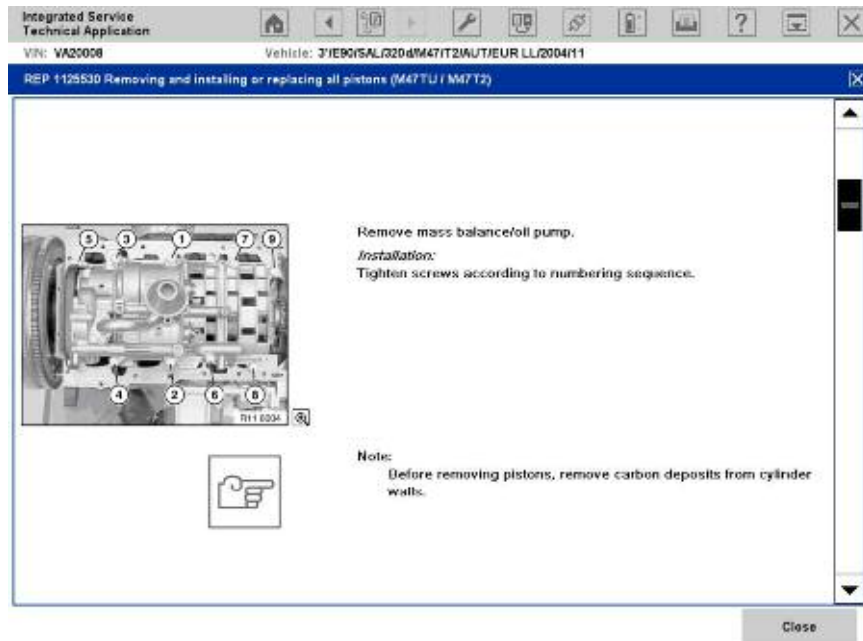 Integrated Service
Technical Application
?
VIN: VA20008
Vehicle: 3'/E90/SAL/320d/M47/T2/AUT/EUR LL/2004/11
REP 1125530 Removing and installing or replacing all pistons (M47TU / M47T2)
5 3 1 7 9
4 2 6 8
R11 0204
Remove mass balance/oil pump.
Installation:
Tighten screws according to numbering sequence.
Note:
Before removing pistons, remove carbon deposits from cylinder
walls.
Close